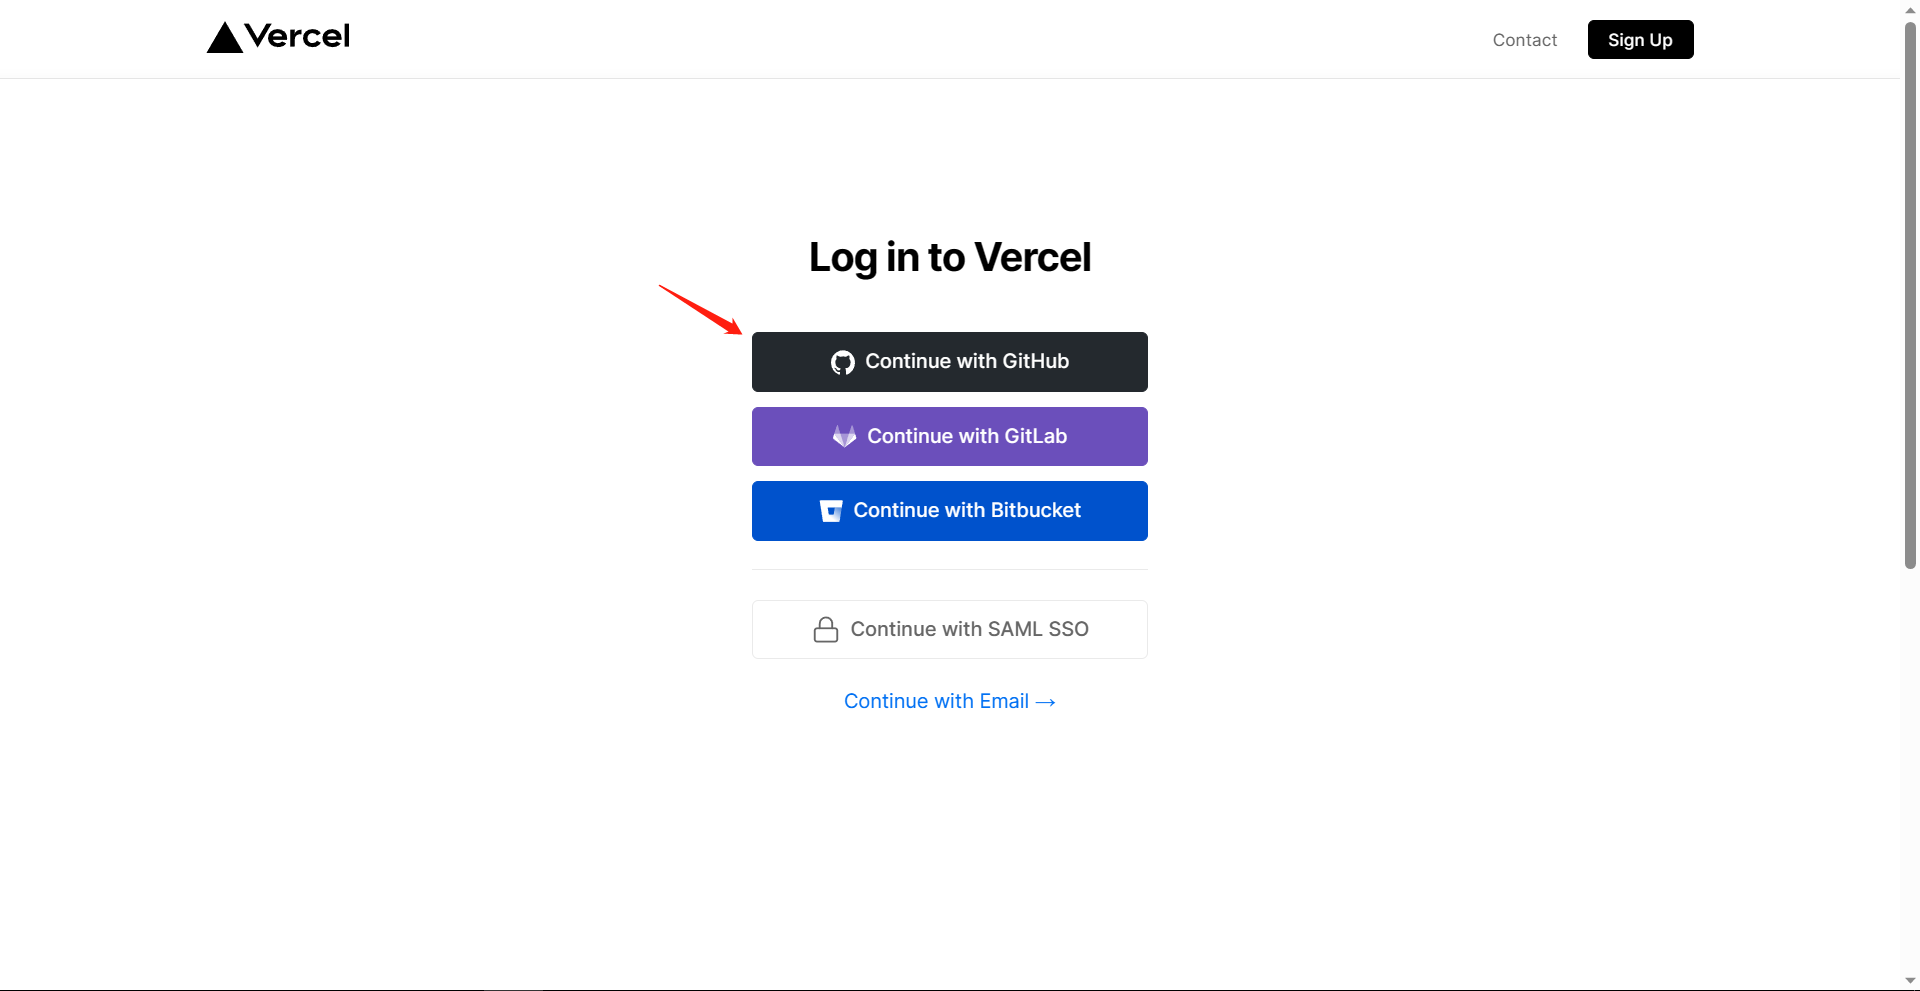 Vercel
Contact
Sign Up
Log in to Vercel
Continue with GitHub
Continue with GitLab
Continue with Bitbucket
Continue with SAML SSO
Continue with Email →